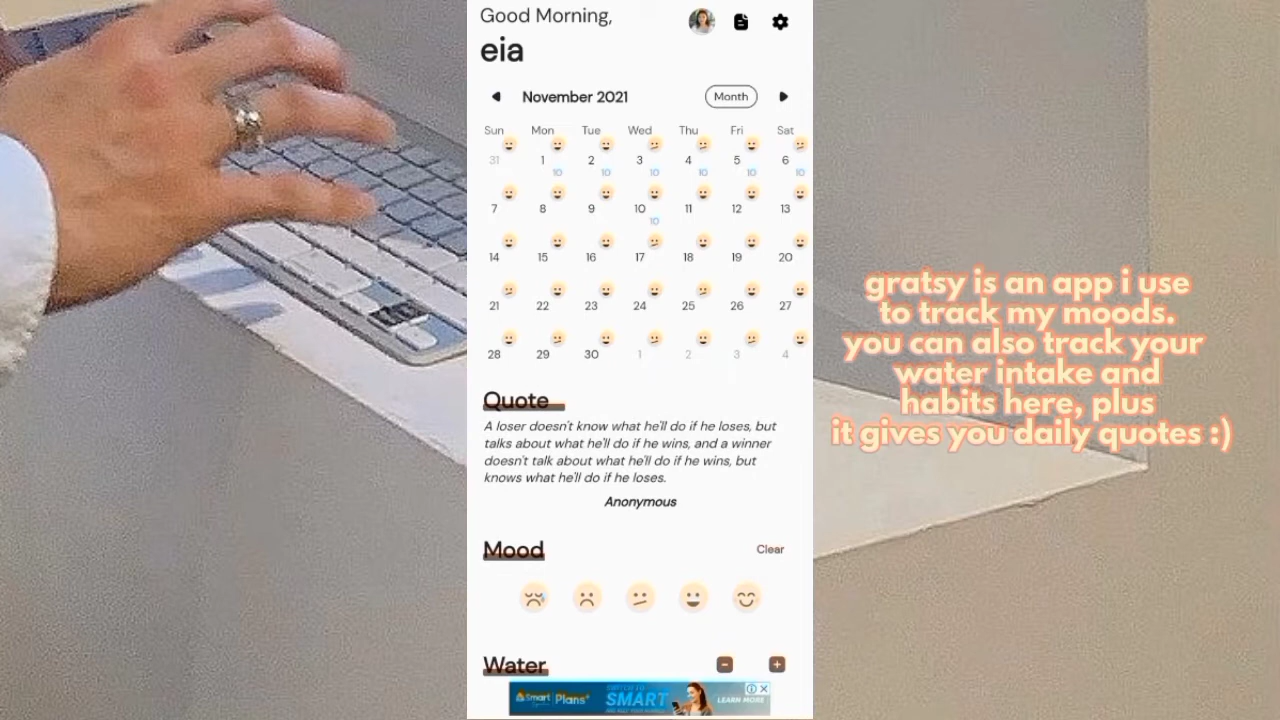 Good Morning,
eia
November 2021
Month
Sun Mon Tue Wed Thu Fri Sat
31 1 2 3 4 5 6
10 10 10 10 10 10
7 8 9 10 11 12 13
10
14 15 16 17 18 19 20
21 22 23 24 25 26 27
28 29 30 1 2 3 4
Quote
A loser doesn't know what he'll do if he loses, but
talks about what he'll do if he wins, and a winner
doesn't talk about what he'll do if he wins, but
knows what he'll do if he loses.
Anonymous
Mood
Clear
Water
Smart Plans+
SMART
LEARN MORE
gratsy is an app i use
to track my moods.
you can also track your
water intake and
habits here, plus
it gives you daily quotes :)